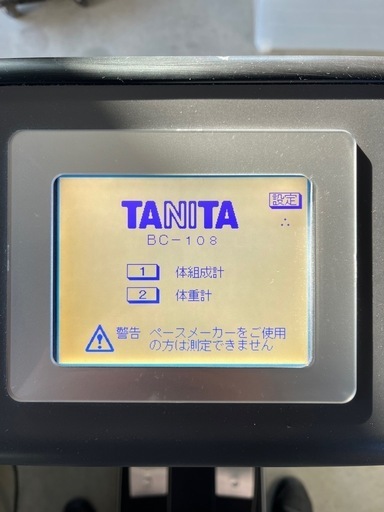 設定
TANITA
BC-108
1 体組成計
2 体重計
警告 ペースメーカーをご使用
の方は測定できません